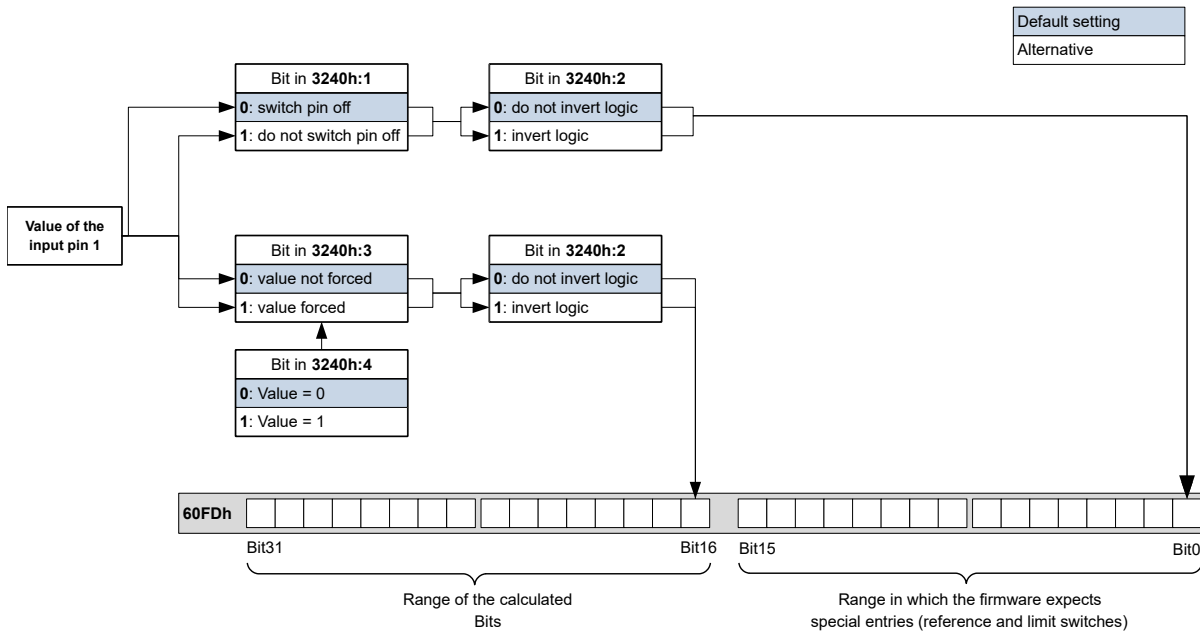 Default setting
Alternative
Bit in 3240h:1
0: switch pin off
1: do not switch pin off
Bit in 3240h:2
0: do not invert logic
1: invert logic
Value of the
input pin 1
Bit in 3240h:3
0: value not forced
1: value forced
Bit in 3240h:2
0: do not invert logic
1: invert logic
Bit in 3240h:4
0: Value = 0
1: Value = 1
60FDh
Bit31
Bit16
Bit15
Bit0
Range of the calculated
Bits
Range in which the firmware expects
special entries (reference and limit switches)